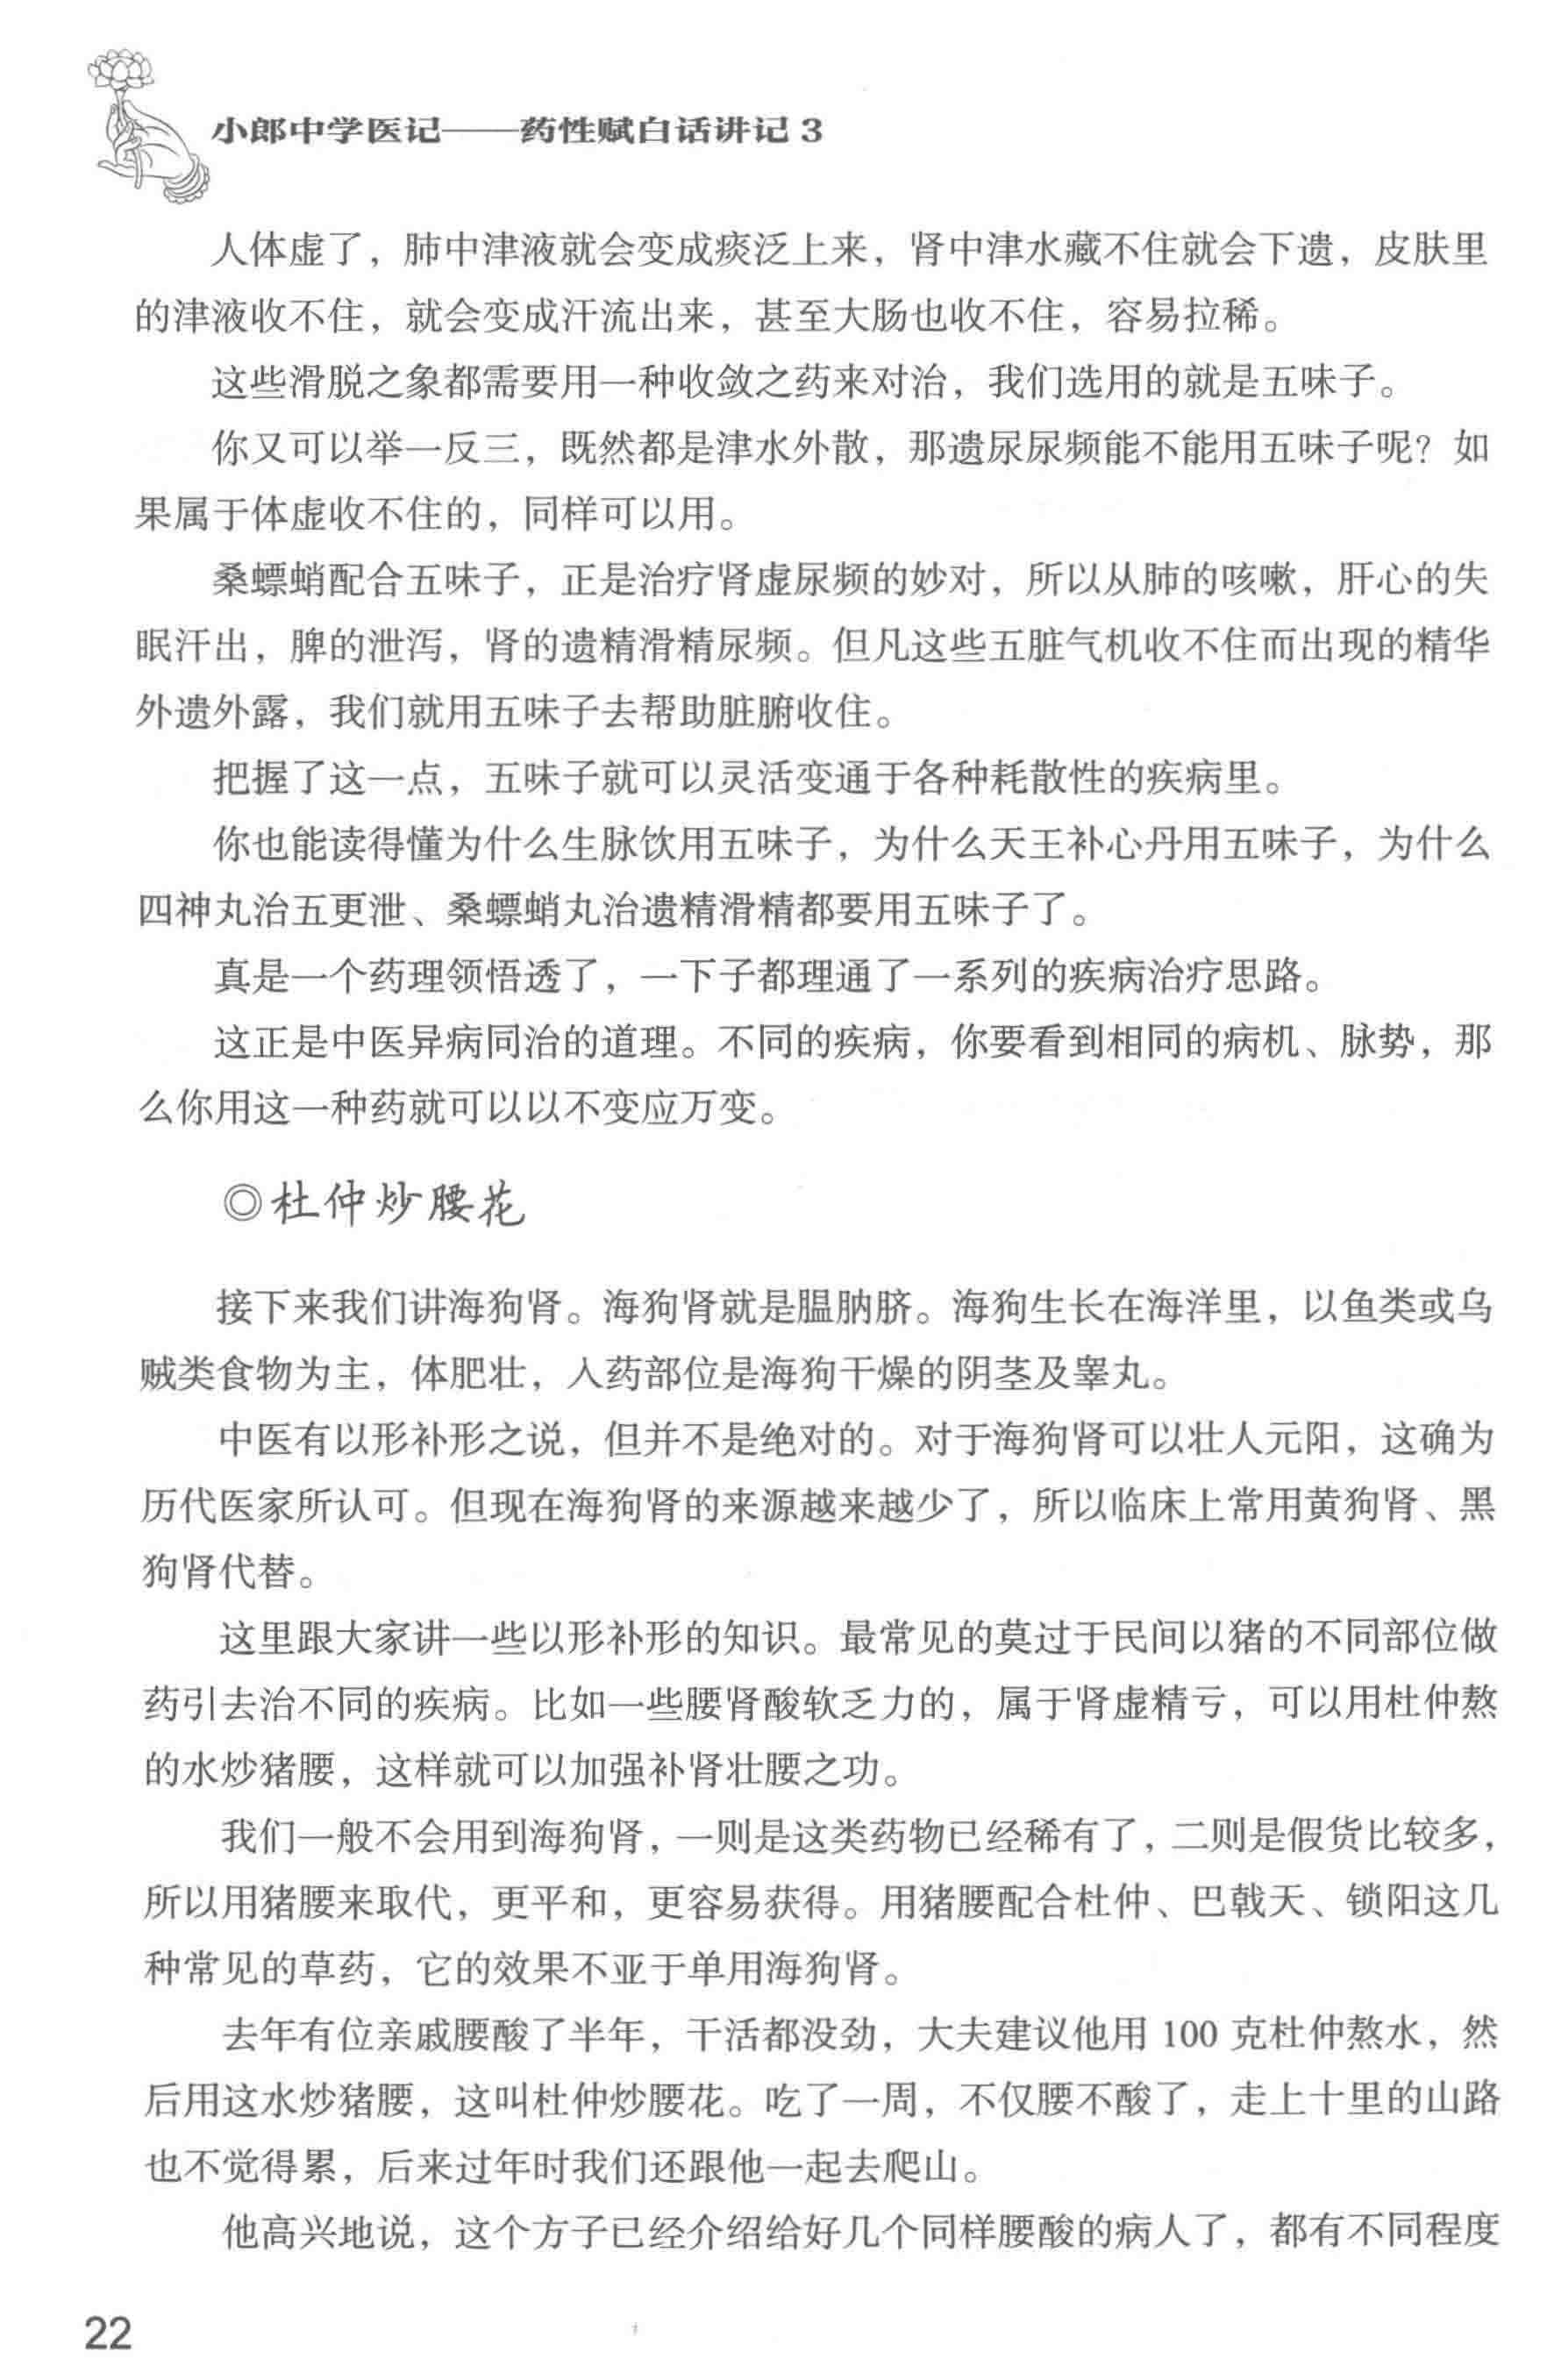 小郎中学医记——药性赋白话讲记3
人体虚了，肺中津液就会变成痰泛上来，肾中津水藏不住就会下遗，皮肤里
的津液收不住，就会变成汗流出来，甚至大肠也收不住，容易拉稀。
这些滑脱之象都需要用一种收敛之药来对治，我们选用的就是五味子。
你又可以举一反三，既然都是津水外散，那遗尿尿频能不能用五味子呢？如
果属于体虚收不住的，同样可以用。
桑螵蛸配合五味子，正是治疗肾虚尿频的妙对，所以从肺的咳嗽，肝心的失
眠汗出，脾的泄泻，肾的遗精滑精尿频。但凡这些五脏气机收不住而出现的精华
外遗外露，我们就用五味子去帮助脏腑收住。
把握了这一点，五味子就可以灵活变通于各种耗散性的疾病里。
你也能读得懂为什么生脉饮用五味子，为什么天王补心丹用五味子，为什么
四神丸治五更泄、桑螵蛸丸治遗精滑精都要用五味子了。
真是一个药理领悟透了，一下子都理通了一系列的疾病治疗思路。
这正是中医异病同治的道理。不同的疾病，你要看到相同的病机、脉势，那
么你用这一种药就可以以不变应万变。
◎杜仲炒腰花
接下来我们讲海狗肾。海狗肾就是腽肭脐。海狗生长在海洋里，以鱼类或乌
贼类食物为主，体肥壮，入药部位是海狗干燥的阴茎及睾丸。
中医有以形补形之说，但并不是绝对的。对于海狗肾可以壮人元阳，这确为
历代医家所认可。但现在海狗肾的来源越来越少了，所以临床上常用黄狗肾、黑
狗肾代替。
这里跟大家讲一些以形补形的知识。最常见的莫过于民间以猪的不同部位做
药引去治不同的疾病。比如一些腰肾酸软乏力的，属于肾虚精亏，可以用杜仲熬
的水炒猪腰，这样就可以加强补肾壮腰之功。
我们一般不会用到海狗肾，一则是这类药物已经稀有了，二则是假货比较多，
所以用猪腰来取代，更平和，更容易获得。用猪腰配合杜仲、巴戟天、锁阳这几
种常见的草药，它的效果不亚于单用海狗肾。
去年有位亲戚腰酸了半年，干活都没劲，大夫建议他用 100 克杜仲熬水，然
后用这水炒猪腰，这叫杜仲炒腰花。吃了一周，不仅腰不酸了，走上十里的山路
也不觉得累，后来过年时我们还跟他一起去爬山。
他高兴地说，这个方子已经介绍给好几个同样腰酸的病人了，都有不同程度
22